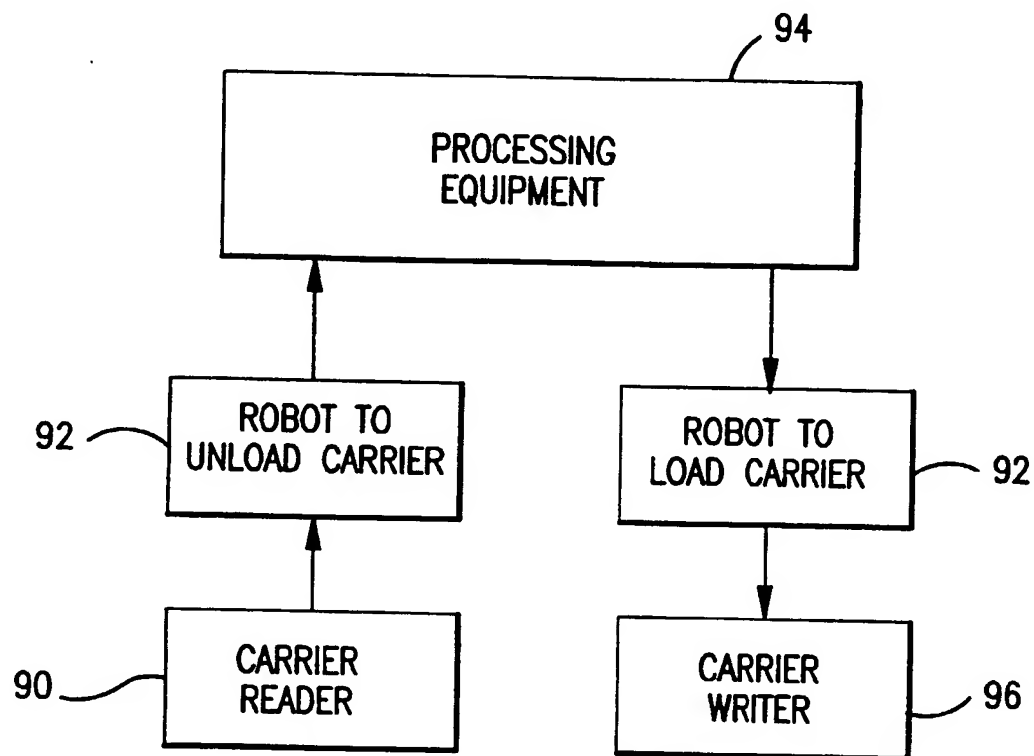 94
PROCESSING
EQUIPMENT
92
ROBOT TO
UNLOAD CARRIER
ROBOT TO
LOAD CARRIER
92
90
CARRIER
READER
CARRIER
WRITER
96